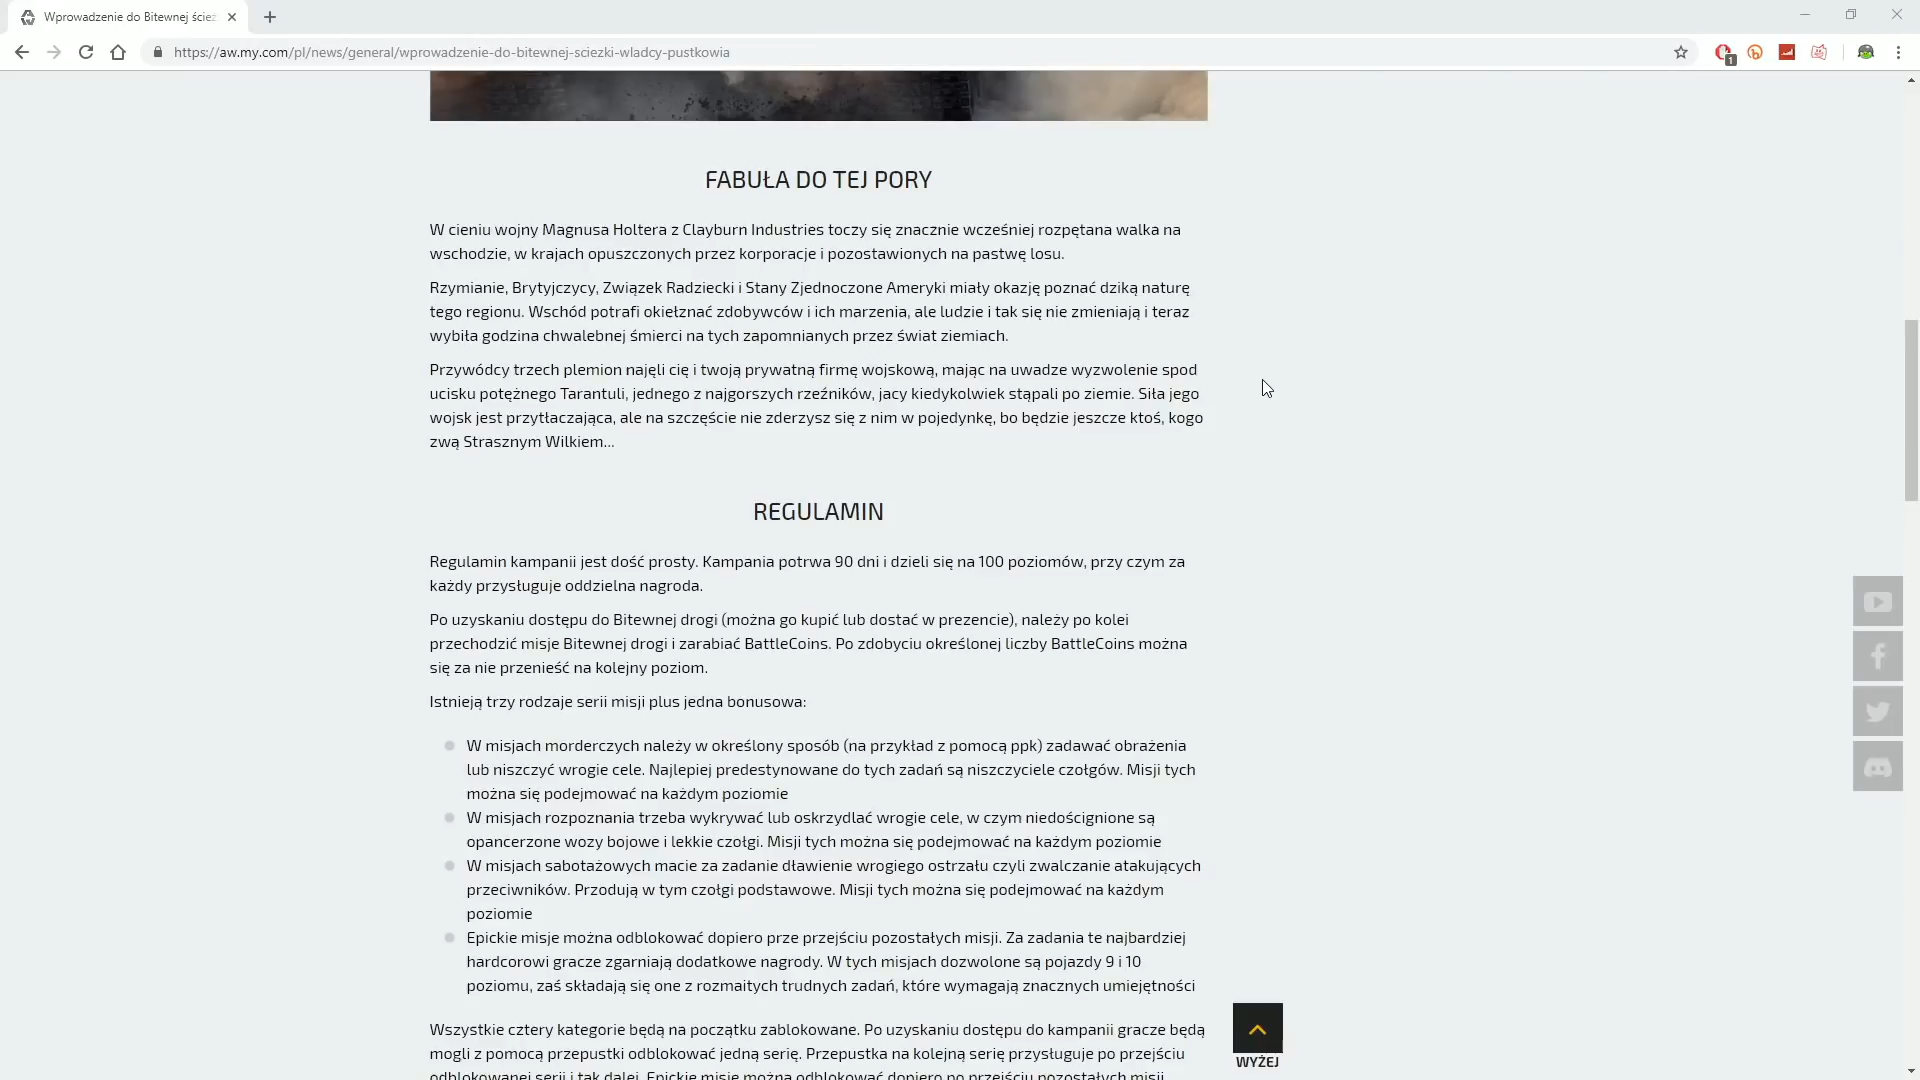 Wprowadzenie do Bitewnej ście
https://aw.my.com/pl/news/general/wprowadzenie-do-bitewnej-sciezki-wladcy-pustkowia
1
FABUŁA DO TEJ PORY
W cieniu wojny Magnusa Holtera z Clayburn Industries toczy się znacznie wcześniej rozpętana walka na
wschodzie, w krajach opuszczonych przez korporacje i pozostawionych na pastwę losu.
Rzymianie, Brytyjczycy, Związek Radziecki i Stany Zjednoczone Ameryki miały okazję poznać dziką naturę
tego regionu. Wschód potrafi okiełznać zdobywców i ich marzenia, ale ludzie i tak się nie zmieniają i teraz
wybiła godzina chwalebnej śmierci na tych zapomnianych przez świat ziemiach.
Przywódcy trzech plemion najęli cię i twoją prywatną firmę wojskową, mając na uwadze wyzwolenie spod
ucisku potężnego Tarantuli, jednego z najgorszych rzeźników, jacy kiedykolwiek stąpali po ziemie. Siła jego
wojsk jest przytłaczająca, ale na szczęście nie zderzysz się z nim w pojedynkę, bo będzie jeszcze ktoś, kogo
zwą Strasznym Wilkiem...
REGULAMIN
Regulamin kampanii jest dość prosty. Kampania potrwa 90 dni i dzieli się na 100 poziomów, przy czym za
każdy przysługuje oddzielna nagroda.
Po uzyskaniu dostępu do Bitewnej drogi (można go kupić lub dostać w prezencie), należy po kolei
przechodzić misje Bitewnej drogi i zarabiać BattleCoins. Po zdobyciu określonej liczby BattleCoins można
się za nie przenieść na kolejny poziom.
Istnieją trzy rodzaje serii misji plus jedna bonusowa:
W misjach morderczych należy w określony sposób (na przykład z pomocą ppk) zadawać obrażenia
lub niszczyć wrogie cele. Najlepiej predestynowane do tych zadań są niszczyciele czołgów. Misji tych
można się podejmować na każdym poziomie
W misjach rozpoznania trzeba wykrywać lub oskrzydlać wrogie cele, w czym niedoścignione są
opancerzone wozy bojowe i lekkie czołgi. Misji tych można się podejmować na każdym poziomie
W misjach sabotażowych macie za zadanie dławienie wrogiego ostrzału czyli zwalczanie atakujących
przeciwników. Przodują w tym czołgi podstawowe. Misji tych można się podejmować na każdym
poziomie
Epickie misje można odblokować dopiero prze przejściu pozostałych misji. Za zadania te najbardziej
hardcorowi gracze zgarniają dodatkowe nagrody. W tych misjach dozwolone są pojazdy 9 i 10
poziomu, zaś składają się one z rozmaitych trudnych zadań, które wymagają znacznych umiejętności
Wszystkie cztery kategorie będą na początku zablokowane. Po uzyskaniu dostępu do kampanii gracze będą
mogli z pomocą przepustki odblokować jedną serię. Przepustka na kolejną serię przysługuje po przejściu
odblokowanej serii i tak dalej. Epickie misje można odblokować dopiero po przejściu pozostałych misji.
WYŻEJ